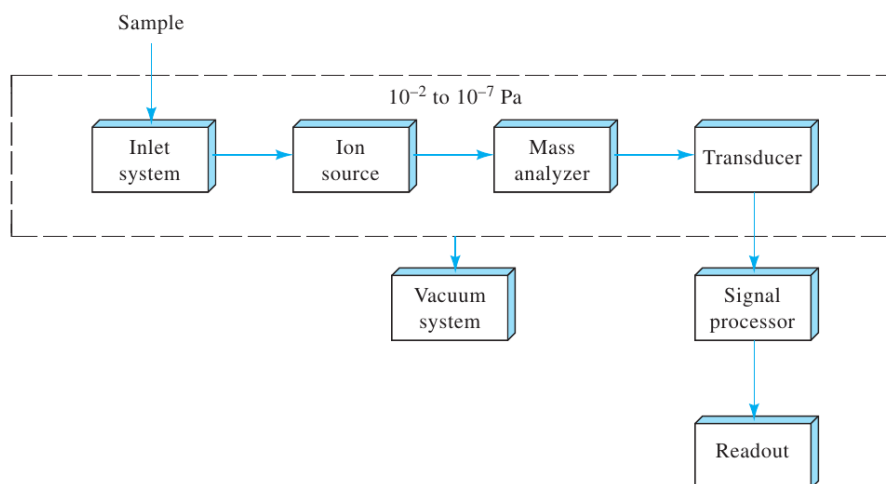 Sample
10⁻² to 10⁻⁷ Pa
Inlet
system
Ion
source
Mass
analyzer
Transducer
Vacuum
system
Signal
processor
Readout